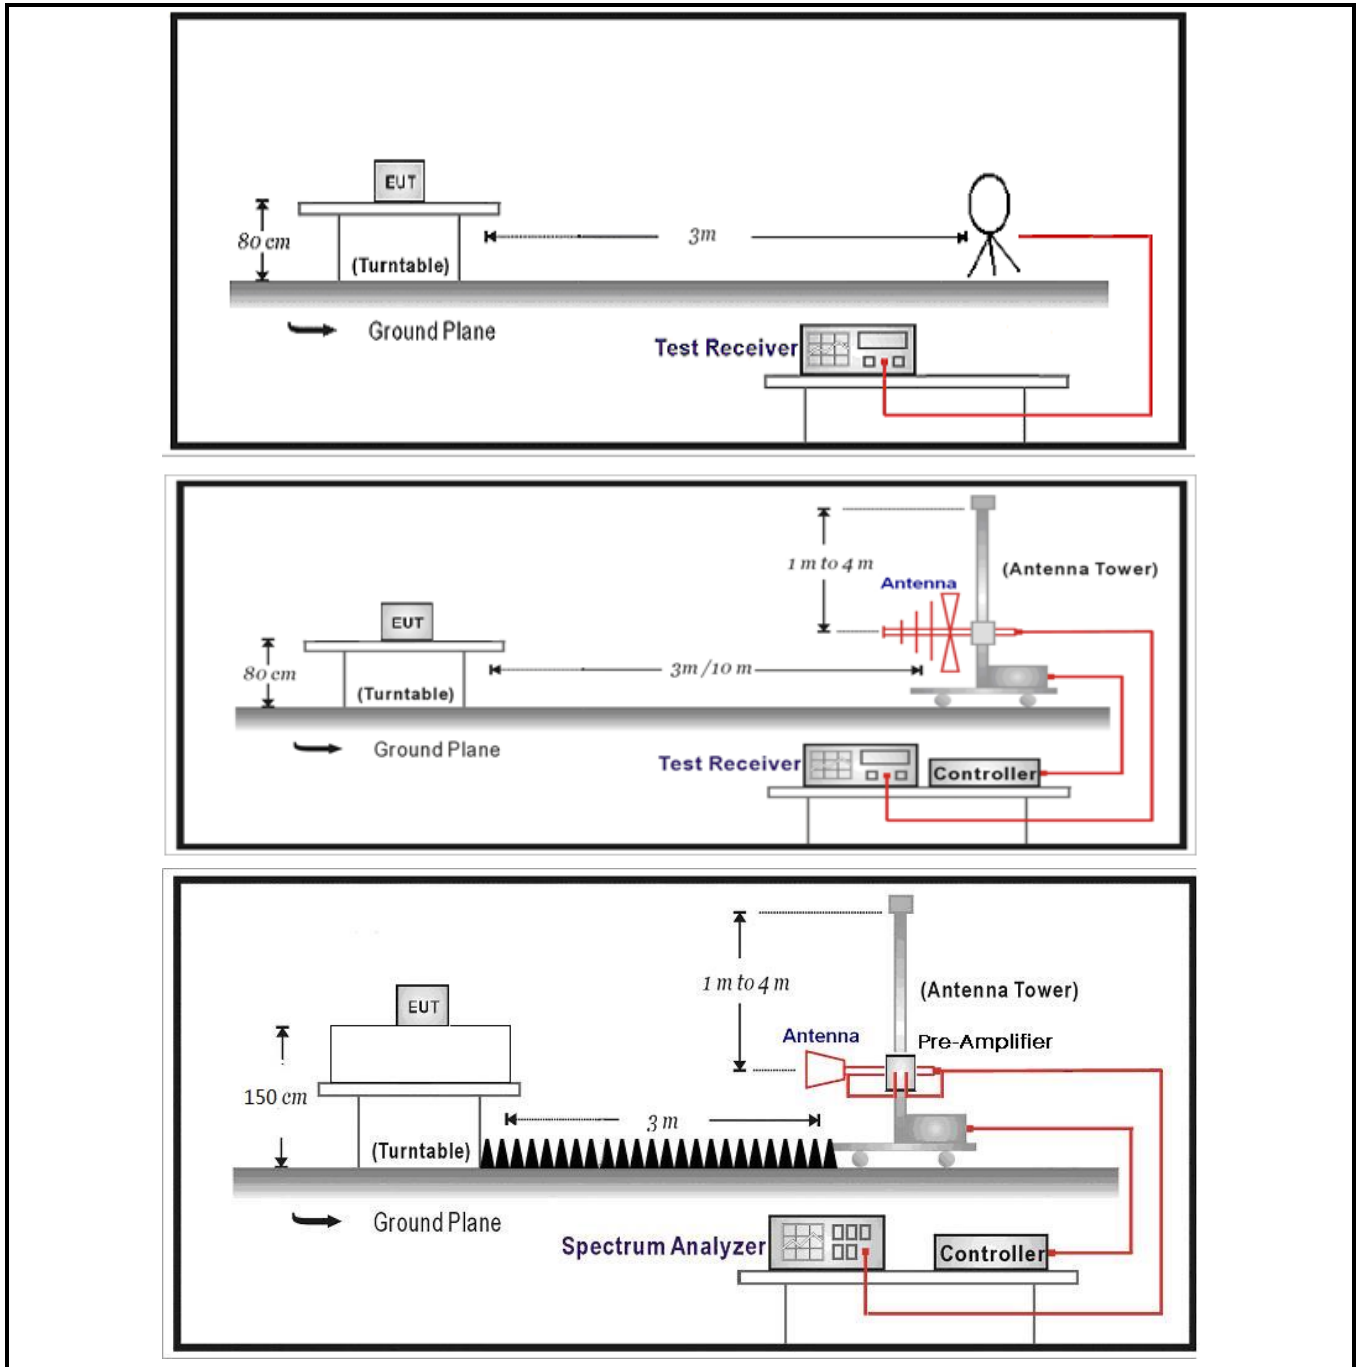 EUT
80 cm
3m
(Turntable)
Ground Plane
Test Receiver
1 m to 4 m
(Antenna Tower)
Antenna
EUT
80 cm
3m /10 m
(Turntable)
Ground Plane
Test Receiver
Controller
1 m to 4 m
(Antenna Tower)
EUT
Antenna
Pre-Amplifier
150 cm
3 m
(Turntable)
Ground Plane
Spectrum Analyzer
Controller